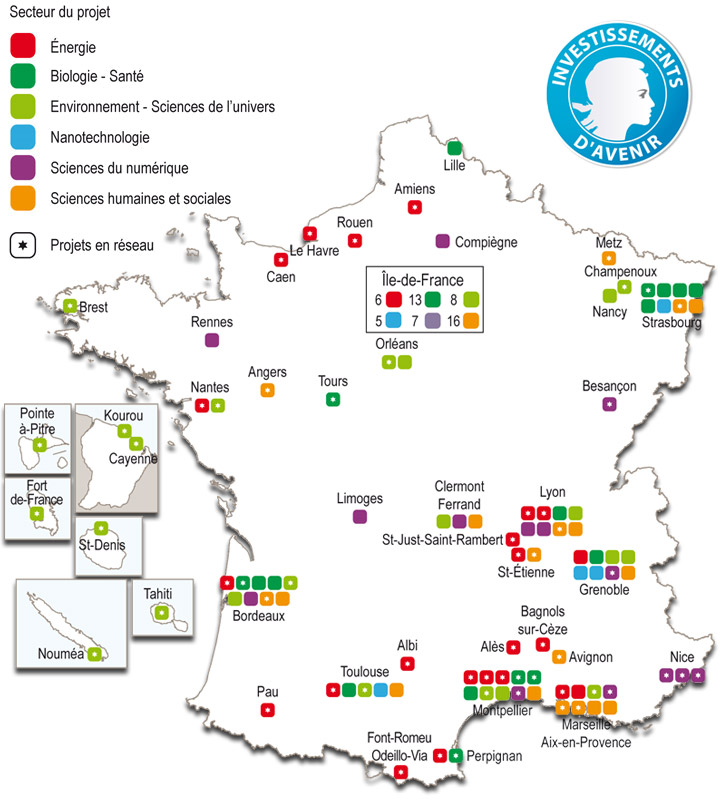 Secteur du projet
Énergie
Biologie - Santé
Environnement - Sciences de l'univers
Nanotechnologie
Sciences du numérique
Sciences humaines et sociales
Projets en réseau
INVESTISSEMENTS
D'AVENIR
Lille
Amiens
Rouen
Le Havre
Caen
Compiègne
Metz
Champenoux
Nancy
Strasbourg
Île-de-France
6 13 8
5 7 16
Brest
Rennes
Orléans
Angers
Tours
Nantes
Besançon
Pointe
à-Pitre
Kourou
Cayenne
Fort
de-France
St-Denis
Tahiti
Nouméa
Limoges
Clermont
Ferrand
Lyon
St-Just-Saint-Rambert
St-Étienne
Grenoble
Bordeaux
Bagnols
sur-Cèze
Alès
Avignon
Albi
Toulouse
Pau
Montpellier
Marseille
Aix-en-Provence
Nice
Font-Romeu
Odeillo-Via
Perpignan